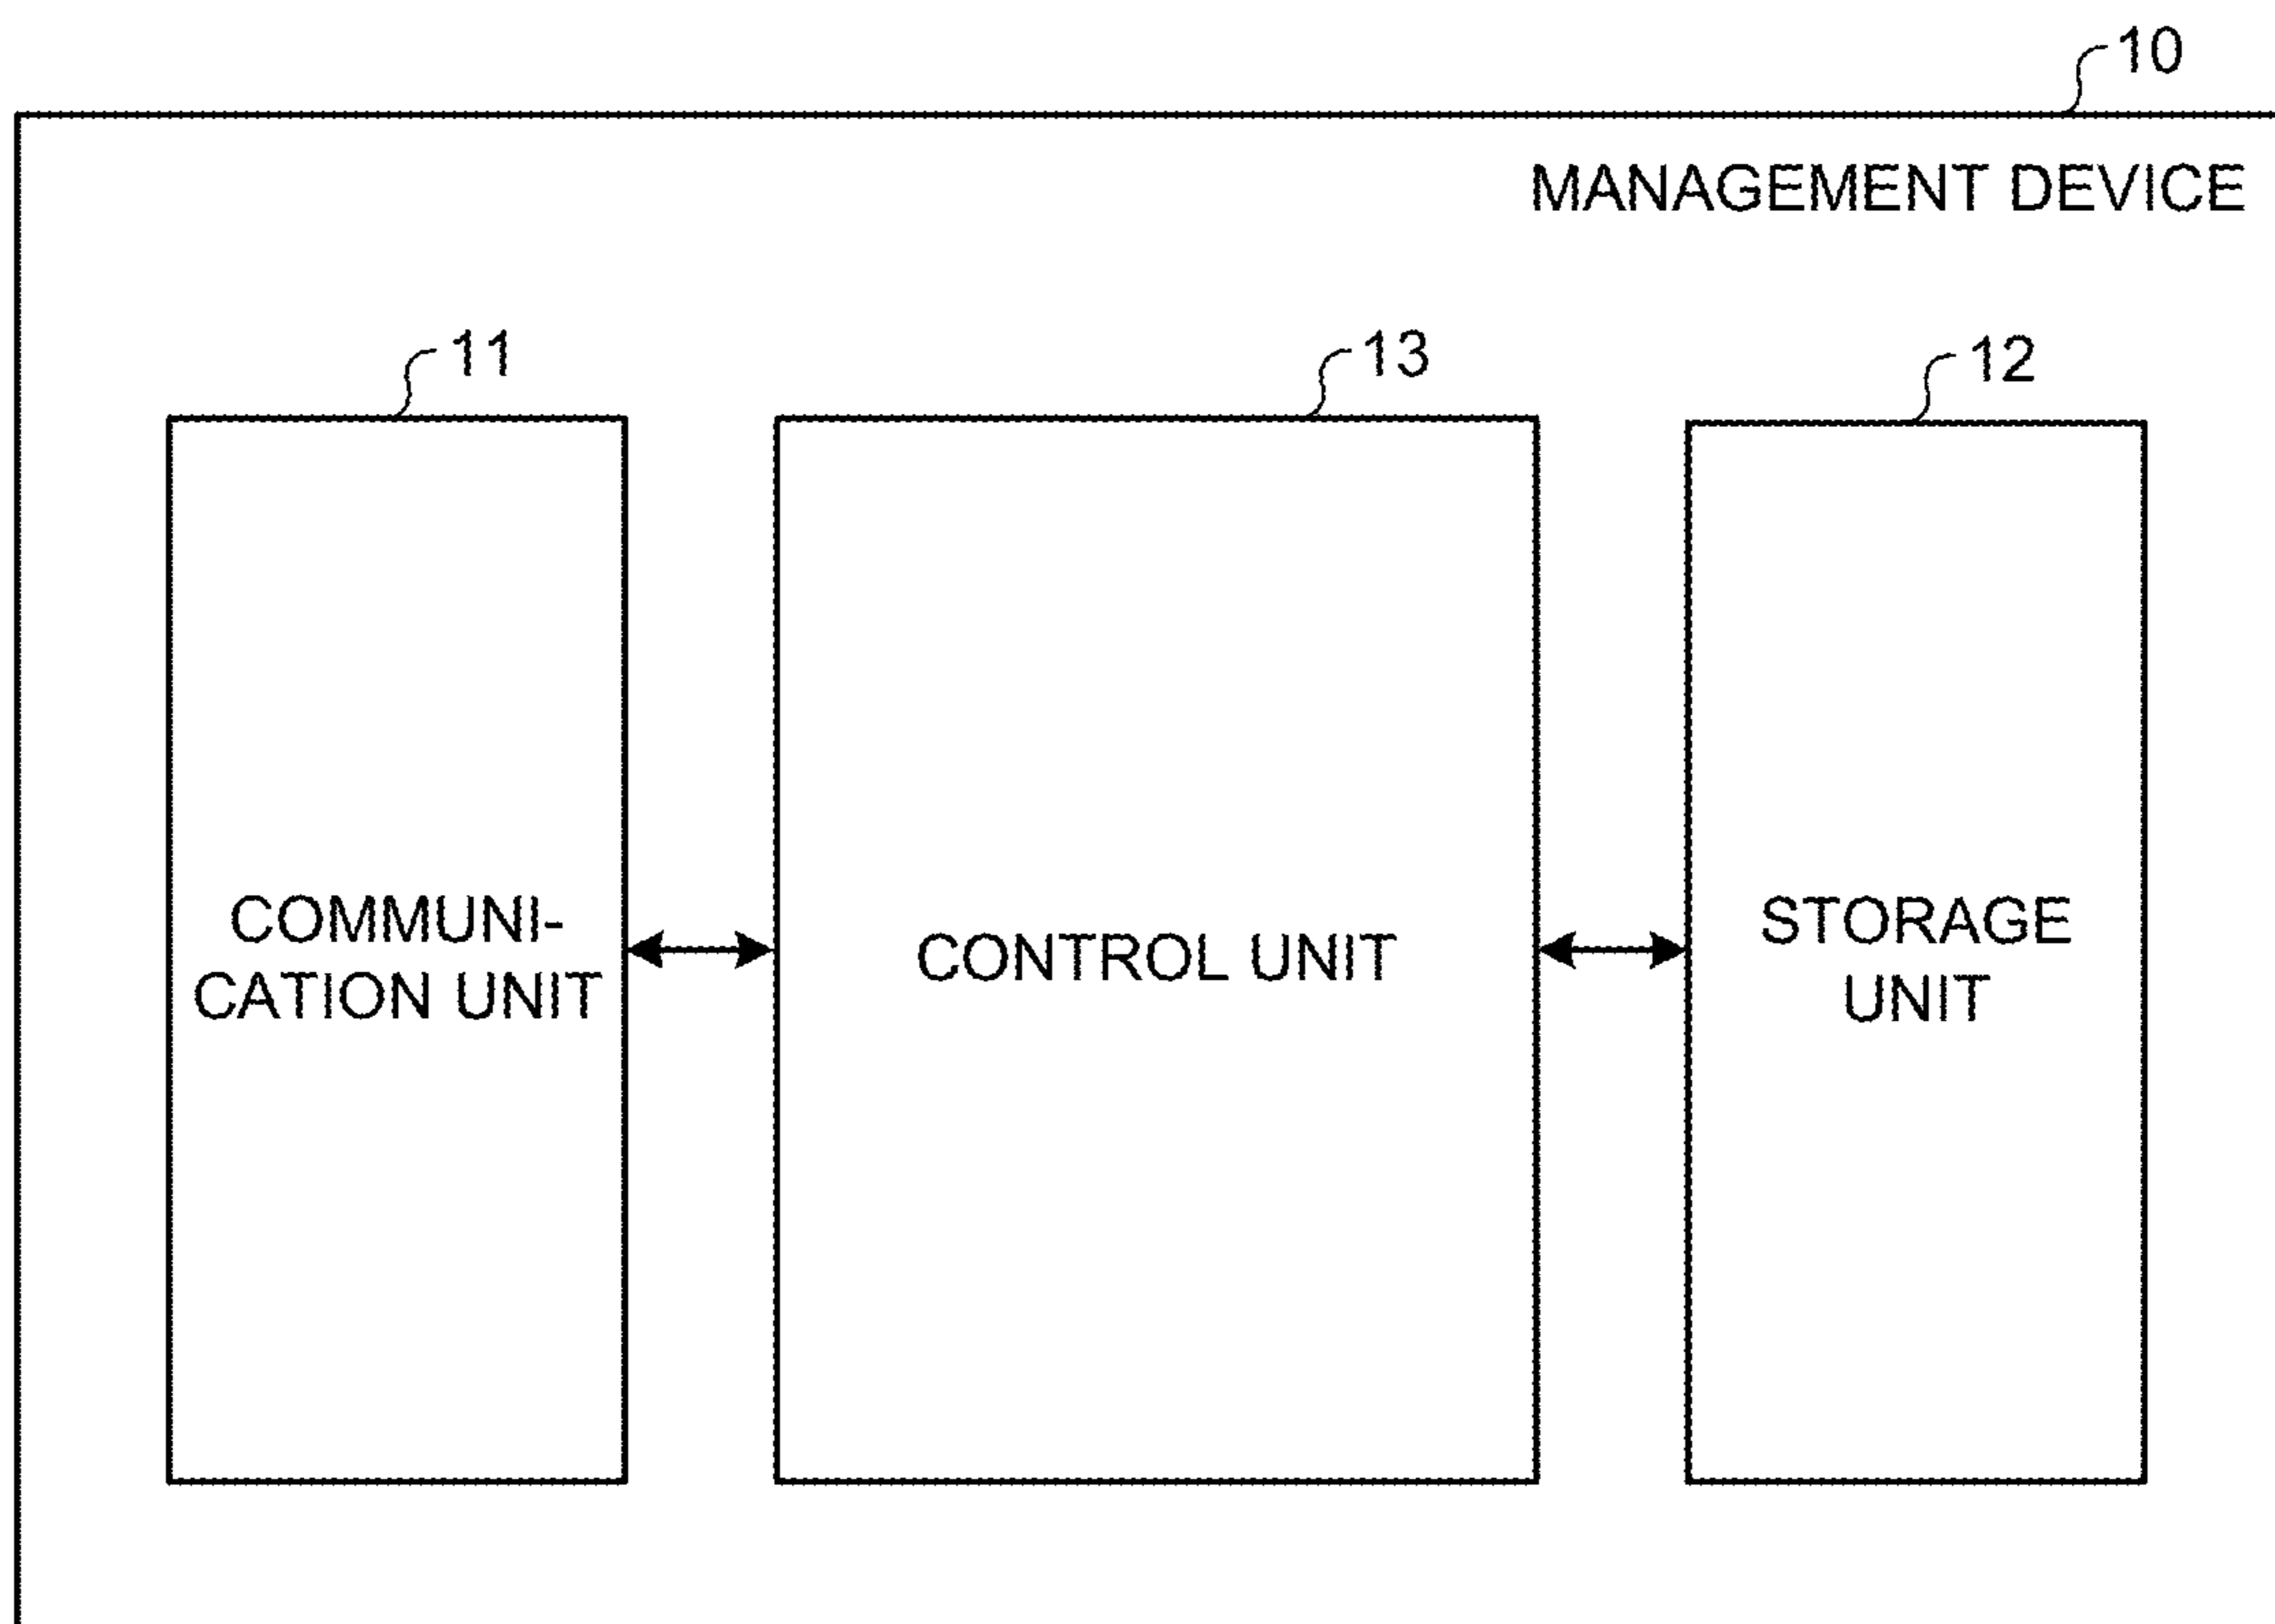 10
MANAGEMENT DEVICE
11
13
12
COMMUNI-
CATION UNIT
CONTROL UNIT
STORAGE
UNIT